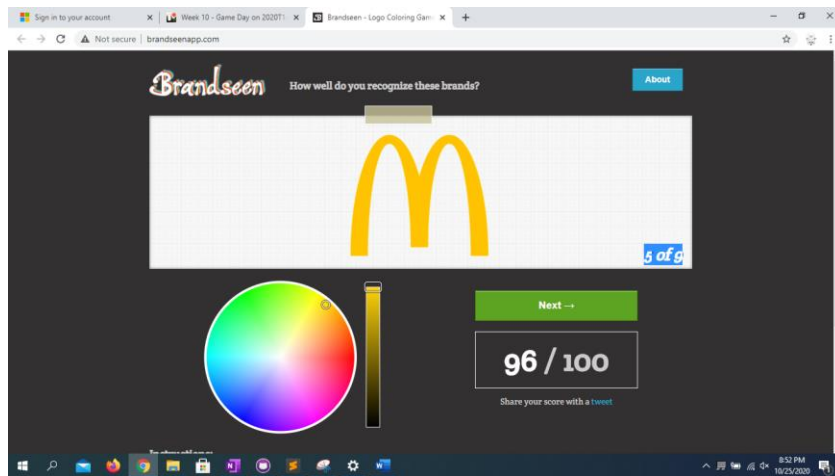 Sign in to your account
Week 10 - Game Day on 2020T1
Brandseen - Logo Coloring Gam
Not secure | brandseenapp.com
Brandseen
How well do you recognize these brands?
About
5 of 9
Next →
96 / 100
Share your score with a tweet
Instructions:
8:52 PM
10/25/2020